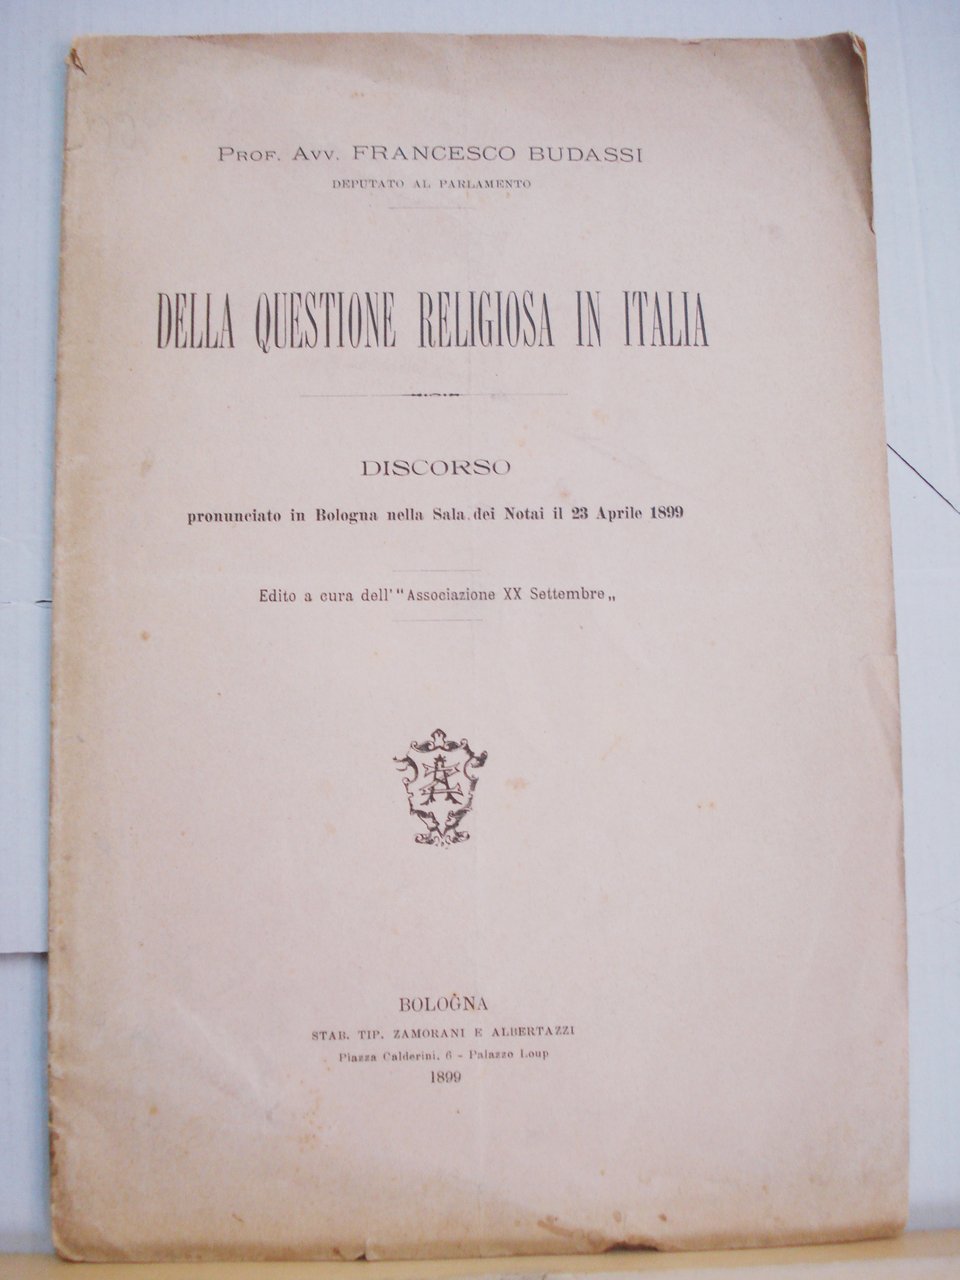 PROF. AVV. FRANCESCO BUDASSI
DEPUTATO AL PARLAMENTO
DELLA QUESTIONE RELIGIOSA IN ITALIA
DISCORSO
pronunciato in Bologna nella Sala dei Notai il 23 Aprile 1899
Edito a cura dell' "Associazione XX Settembre„
BOLOGNA
STAB. TIP. ZAMORANI E ALBERTAZZI
Piazza Calderini, 6 - Palazzo Loup
1899